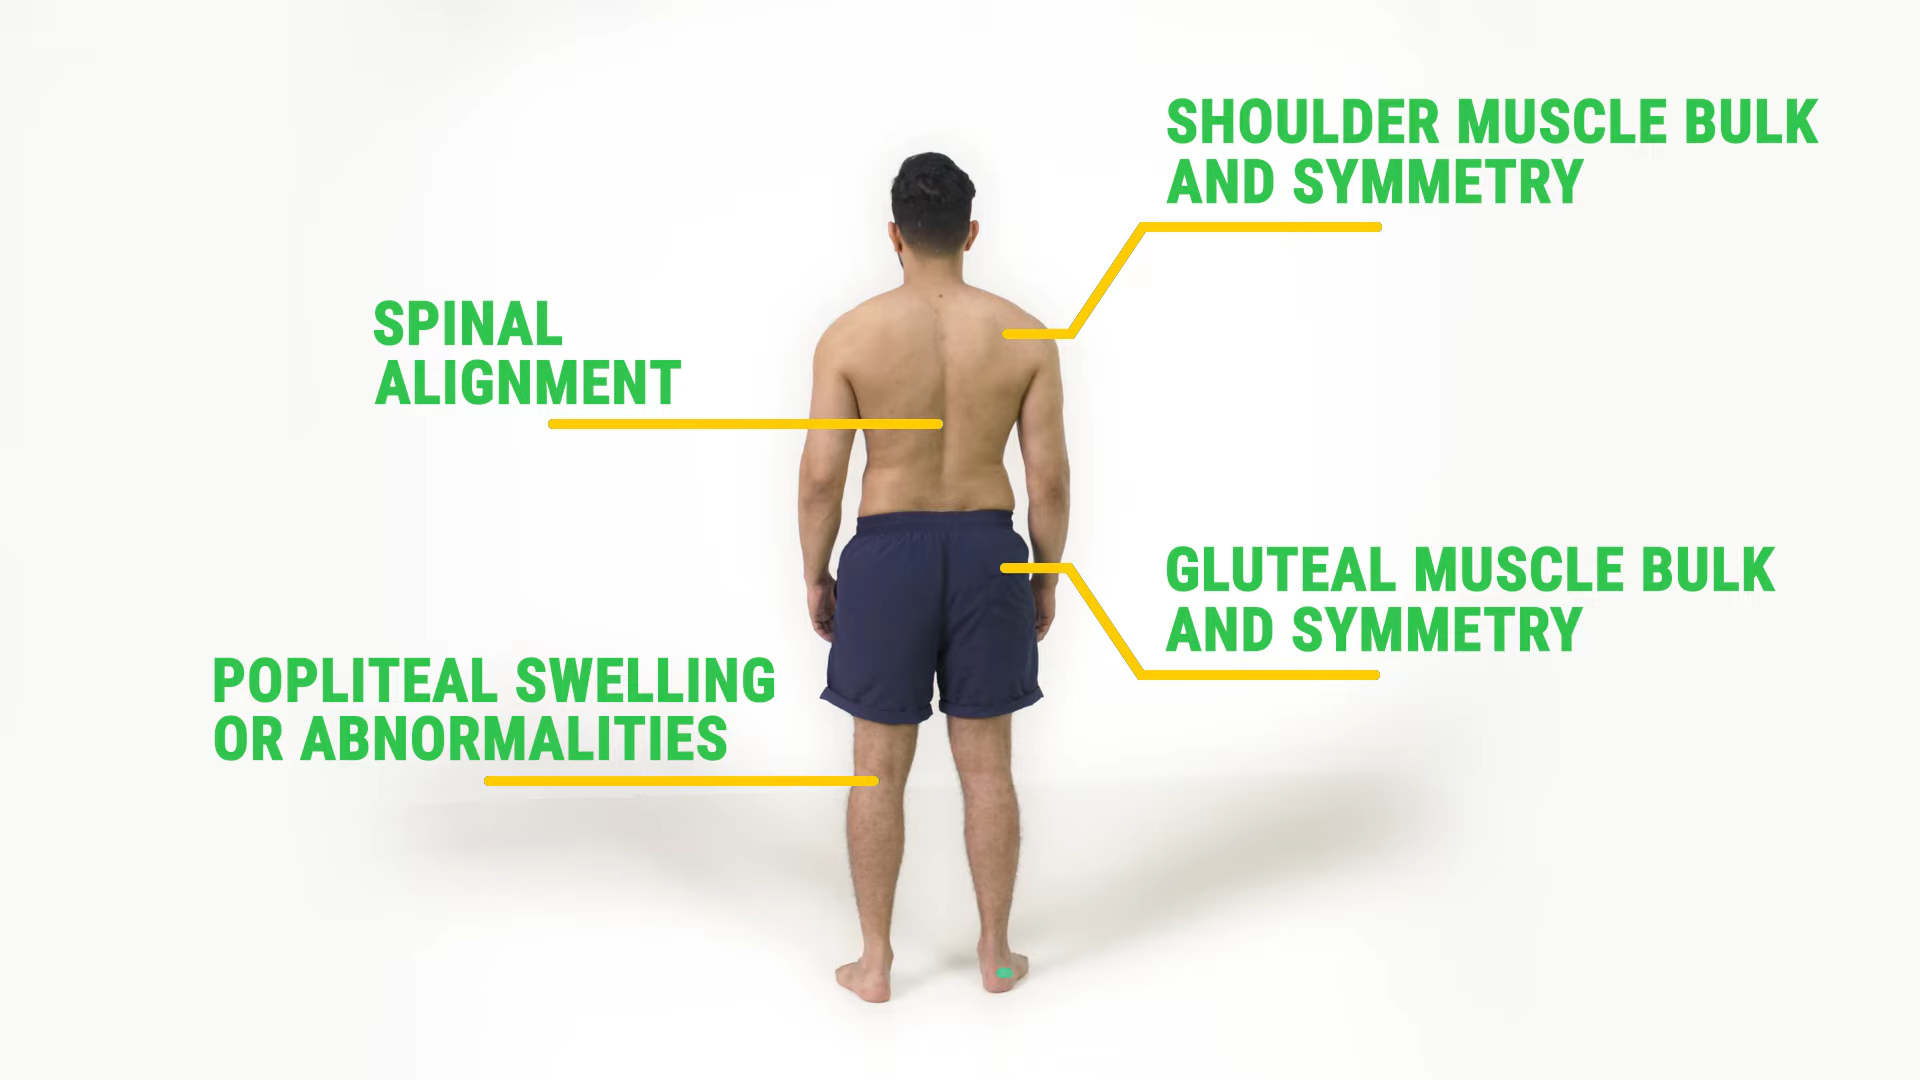 SHOULDER MUSCLE BULK
AND SYMMETRY
SPINAL
ALIGNMENT
GLUTEAL MUSCLE BULK
AND SYMMETRY
POPLITEAL SWELLING
OR ABNORMALITIES